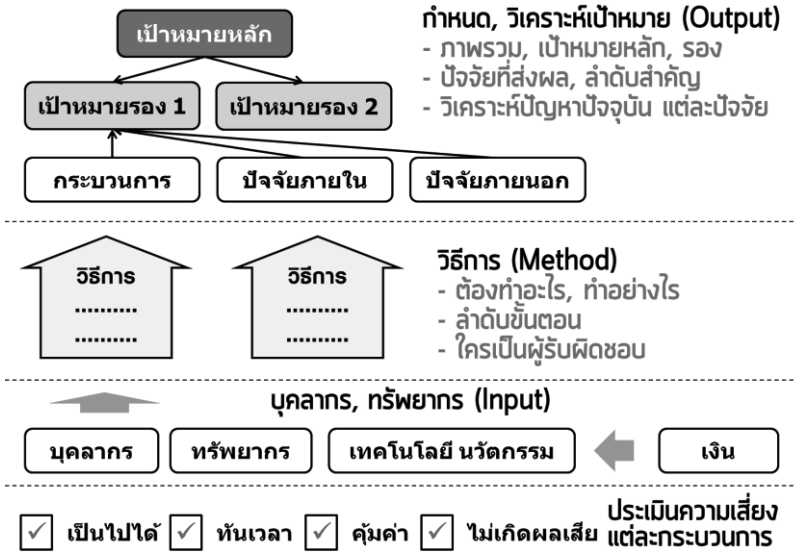 เป้าหมายหลัก
เป้าหมายรอง 1
เป้าหมายรอง 2
กระบวนการ
ปัจจัยภายใน
ปัจจัยภายนอก
กำหนด, วิเคราะห์เป้าหมาย (Output)
- ภาพรวม, เป้าหมายหลัก, รอง
- ปัจจัยที่ส่งผล, ลำดับสำคัญ
- วิเคราะห์ปัญหาปัจจุบัน แต่ละปัจจัย
วิธีการ
..........
..........
วิธีการ
..........
..........
วิธีการ (Method)
- ต้องทำอะไร, ทำอย่างไร
- ลำดับขั้นตอน
- ใครเป็นผู้รับผิดชอบ
บุคลากร, ทรัพยากร (Input)
บุคลากร
ทรัพยากร
เทคโนโลยี นวัตกรรม
เงิน
เป็นไปได้
ทันเวลา
คุ้มค่า
ไม่เกิดผลเสีย
ประเมินความเสี่ยง
แต่ละกระบวนการ